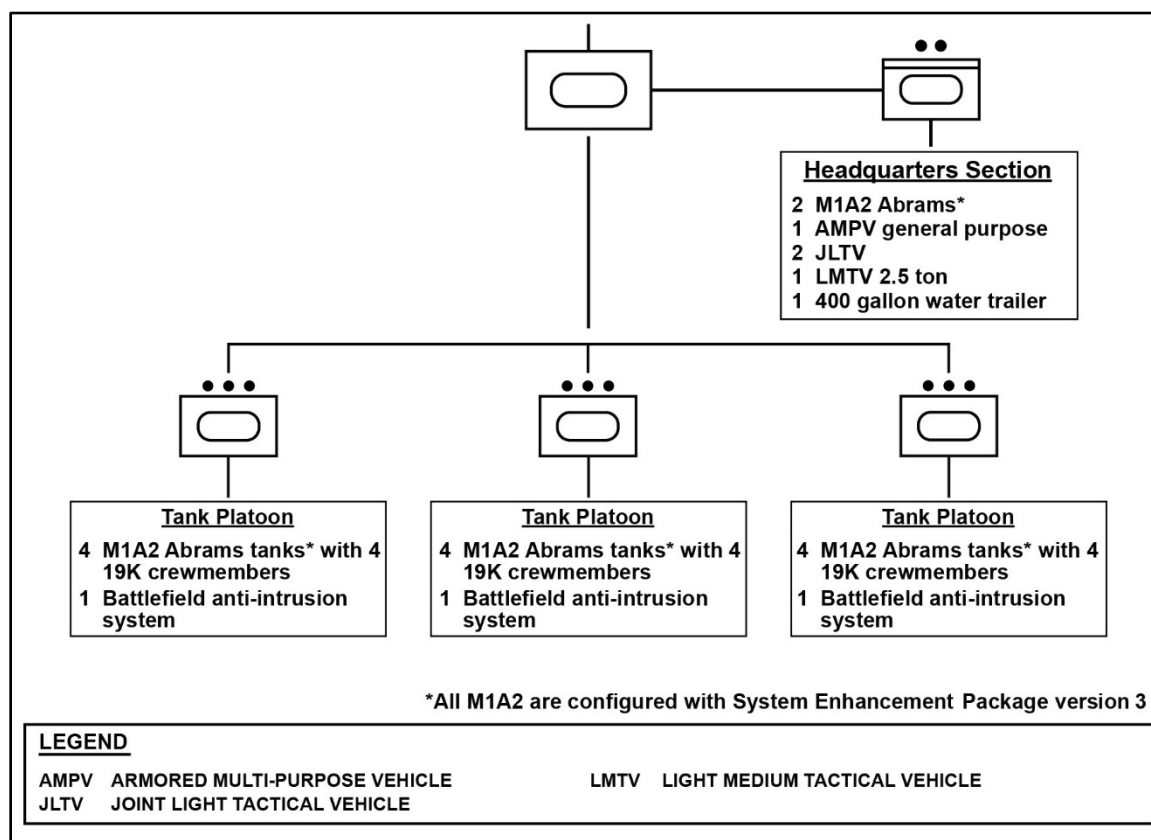 Headquarters Section
2 M1A2 Abrams*
1 AMPV general purpose
2 JLTV
1 LMTV 2.5 ton
1 400 gallon water trailer
Tank Platoon
4 M1A2 Abrams tanks* with 4
19K crewmembers
1 Battlefield anti-intrusion
system
Tank Platoon
4 M1A2 Abrams tanks* with 4
19K crewmembers
1 Battlefield anti-intrusion
system
Tank Platoon
4 M1A2 Abrams tanks* with 4
19K crewmembers
1 Battlefield anti-intrusion
system
*All M1A2 are configured with System Enhancement Package version 3
LEGEND
AMPV ARMORED MULTI-PURPOSE VEHICLE
JLTV JOINT LIGHT TACTICAL VEHICLE
LMTV LIGHT MEDIUM TACTICAL VEHICLE